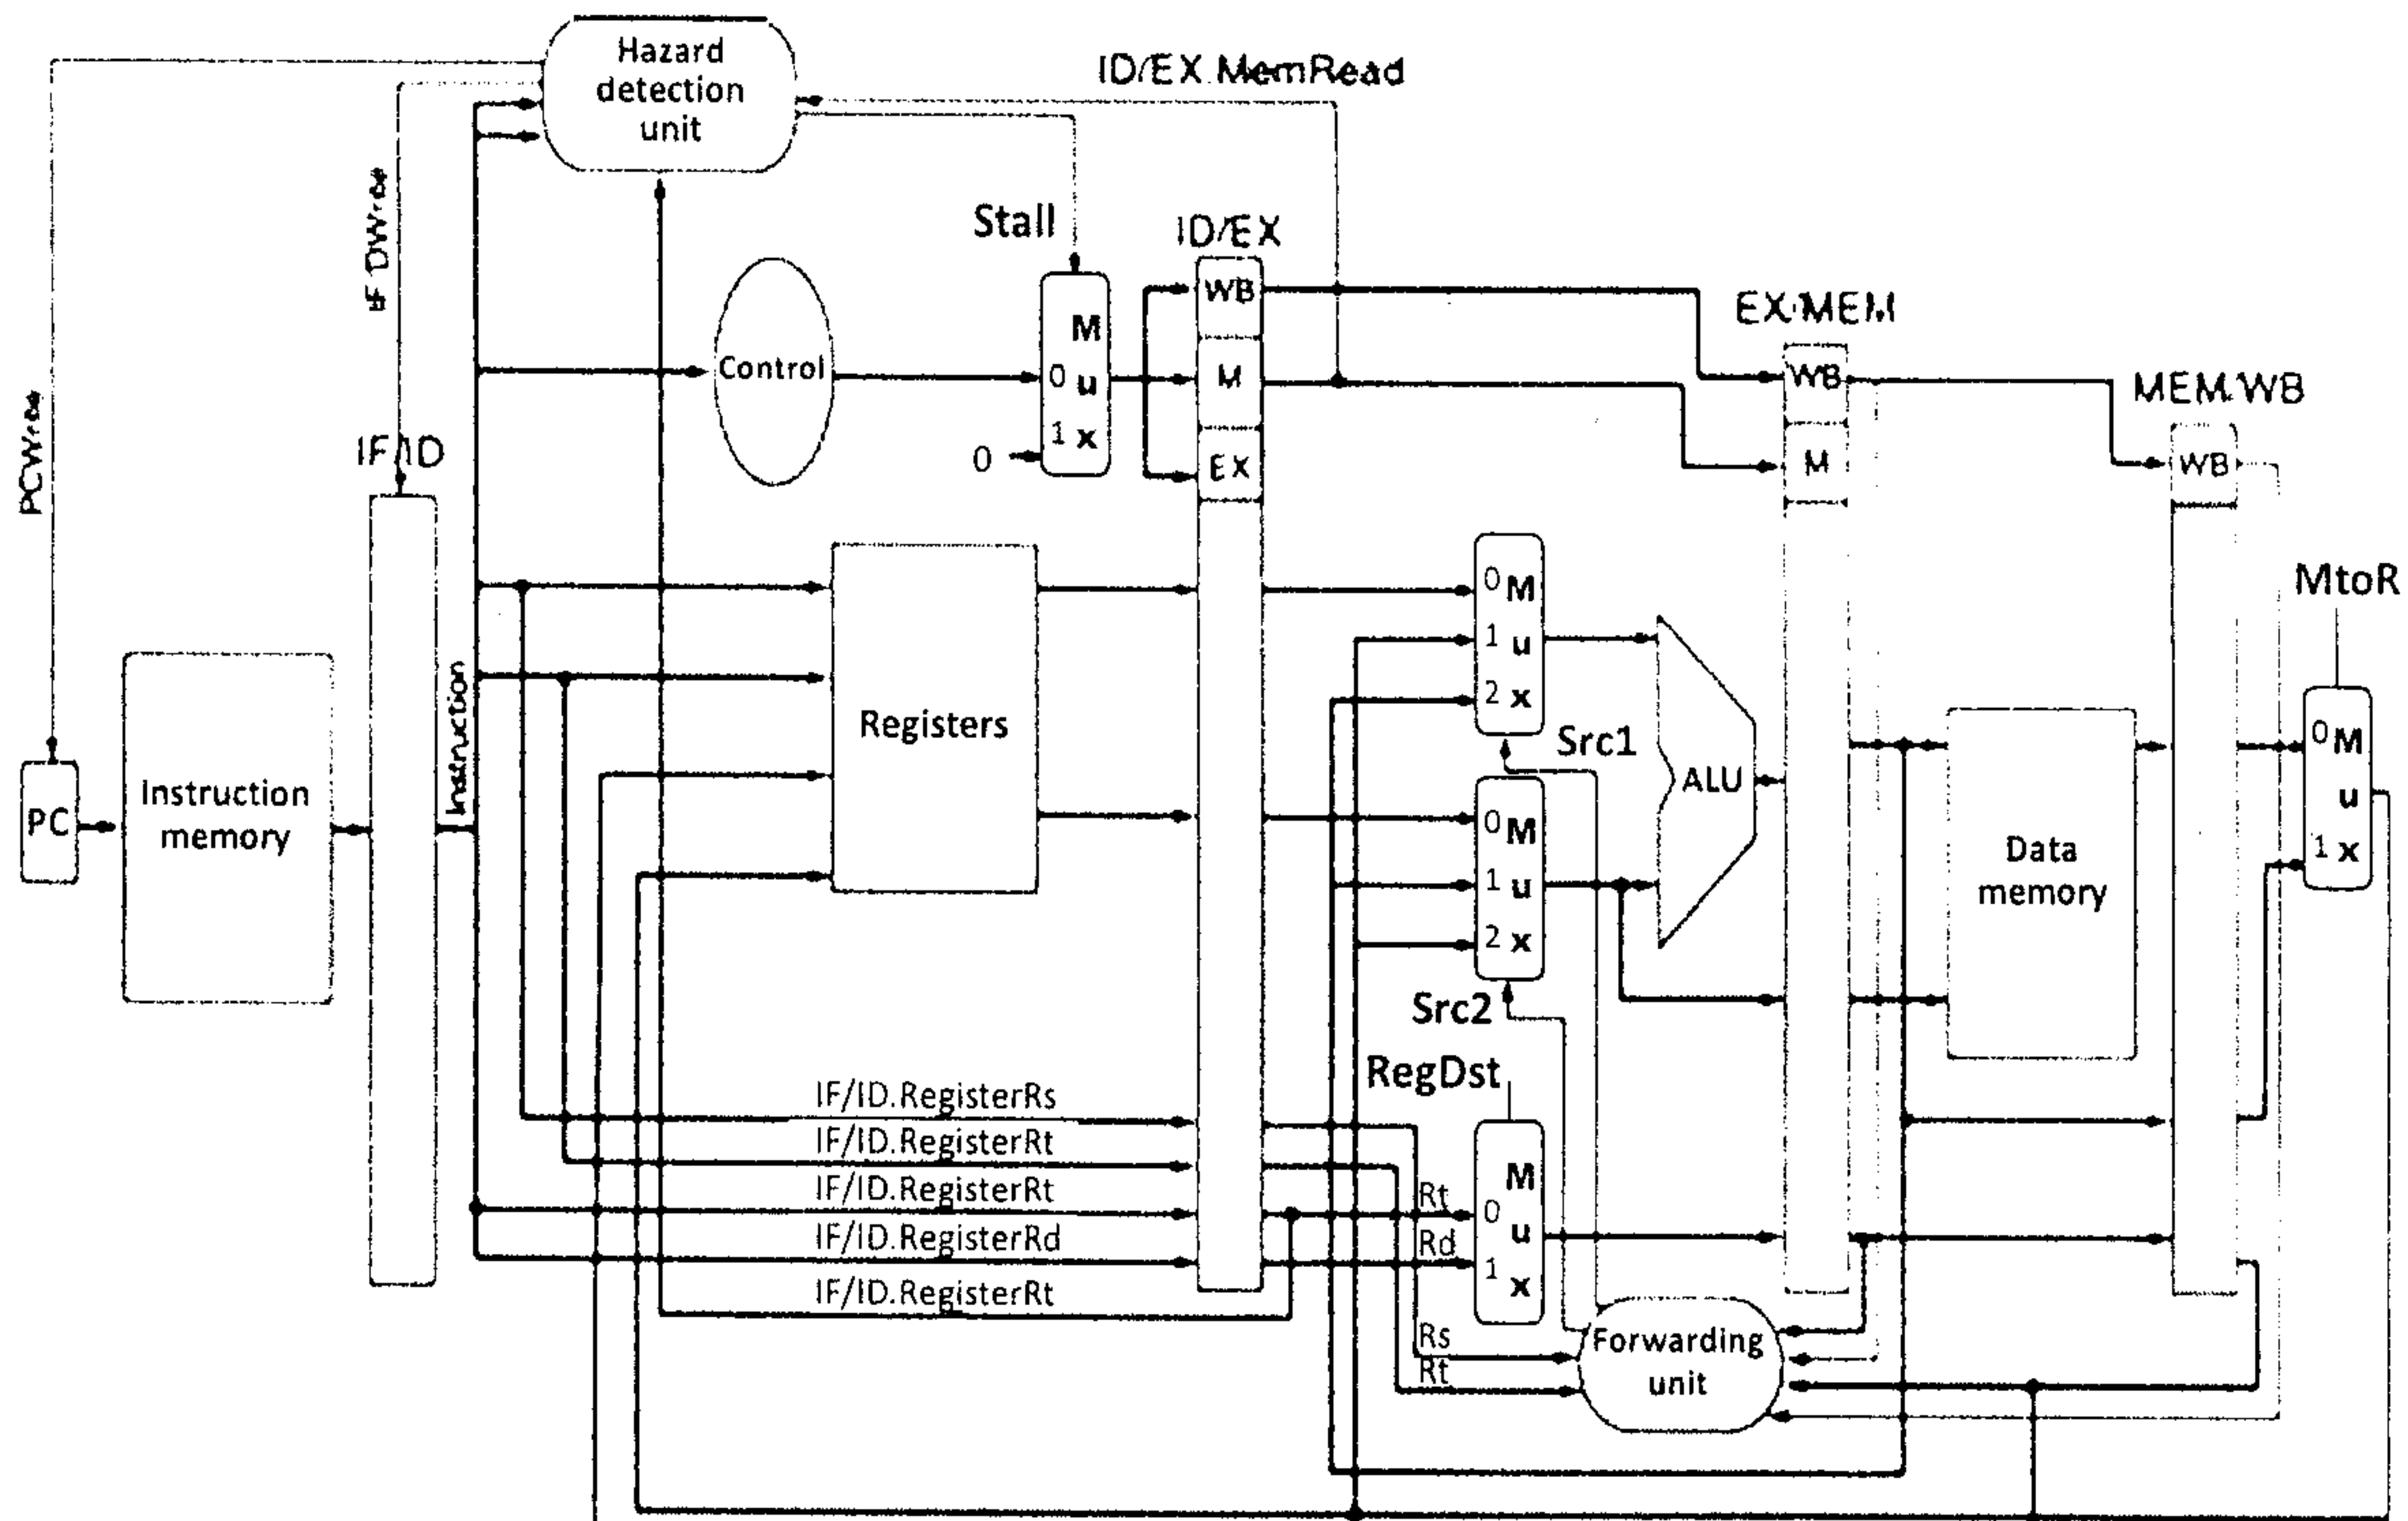 Hazard
detection
unit
ID/EX.MemRead
Stall
ID/EX
WB
M
EX
EX/MEM
WB
M
MEM/WB
WB
IF/IDWrite
PCWrite
IF/ID
Control
0
1
M
u
x
0
PC
Instruction
memory
Instruction
Registers
0
1
2
M
u
x
Src1
0
1
2
M
u
x
Src2
ALU
Data
memory
MtoR
0
1
M
u
x
RegDst
IF/ID.RegisterRs
IF/ID.RegisterRt
IF/ID.RegisterRt
IF/ID.RegisterRd
IF/ID.RegisterRt
Rt
Rd
0
1
M
u
x
Rs
Rt
Forwarding
unit